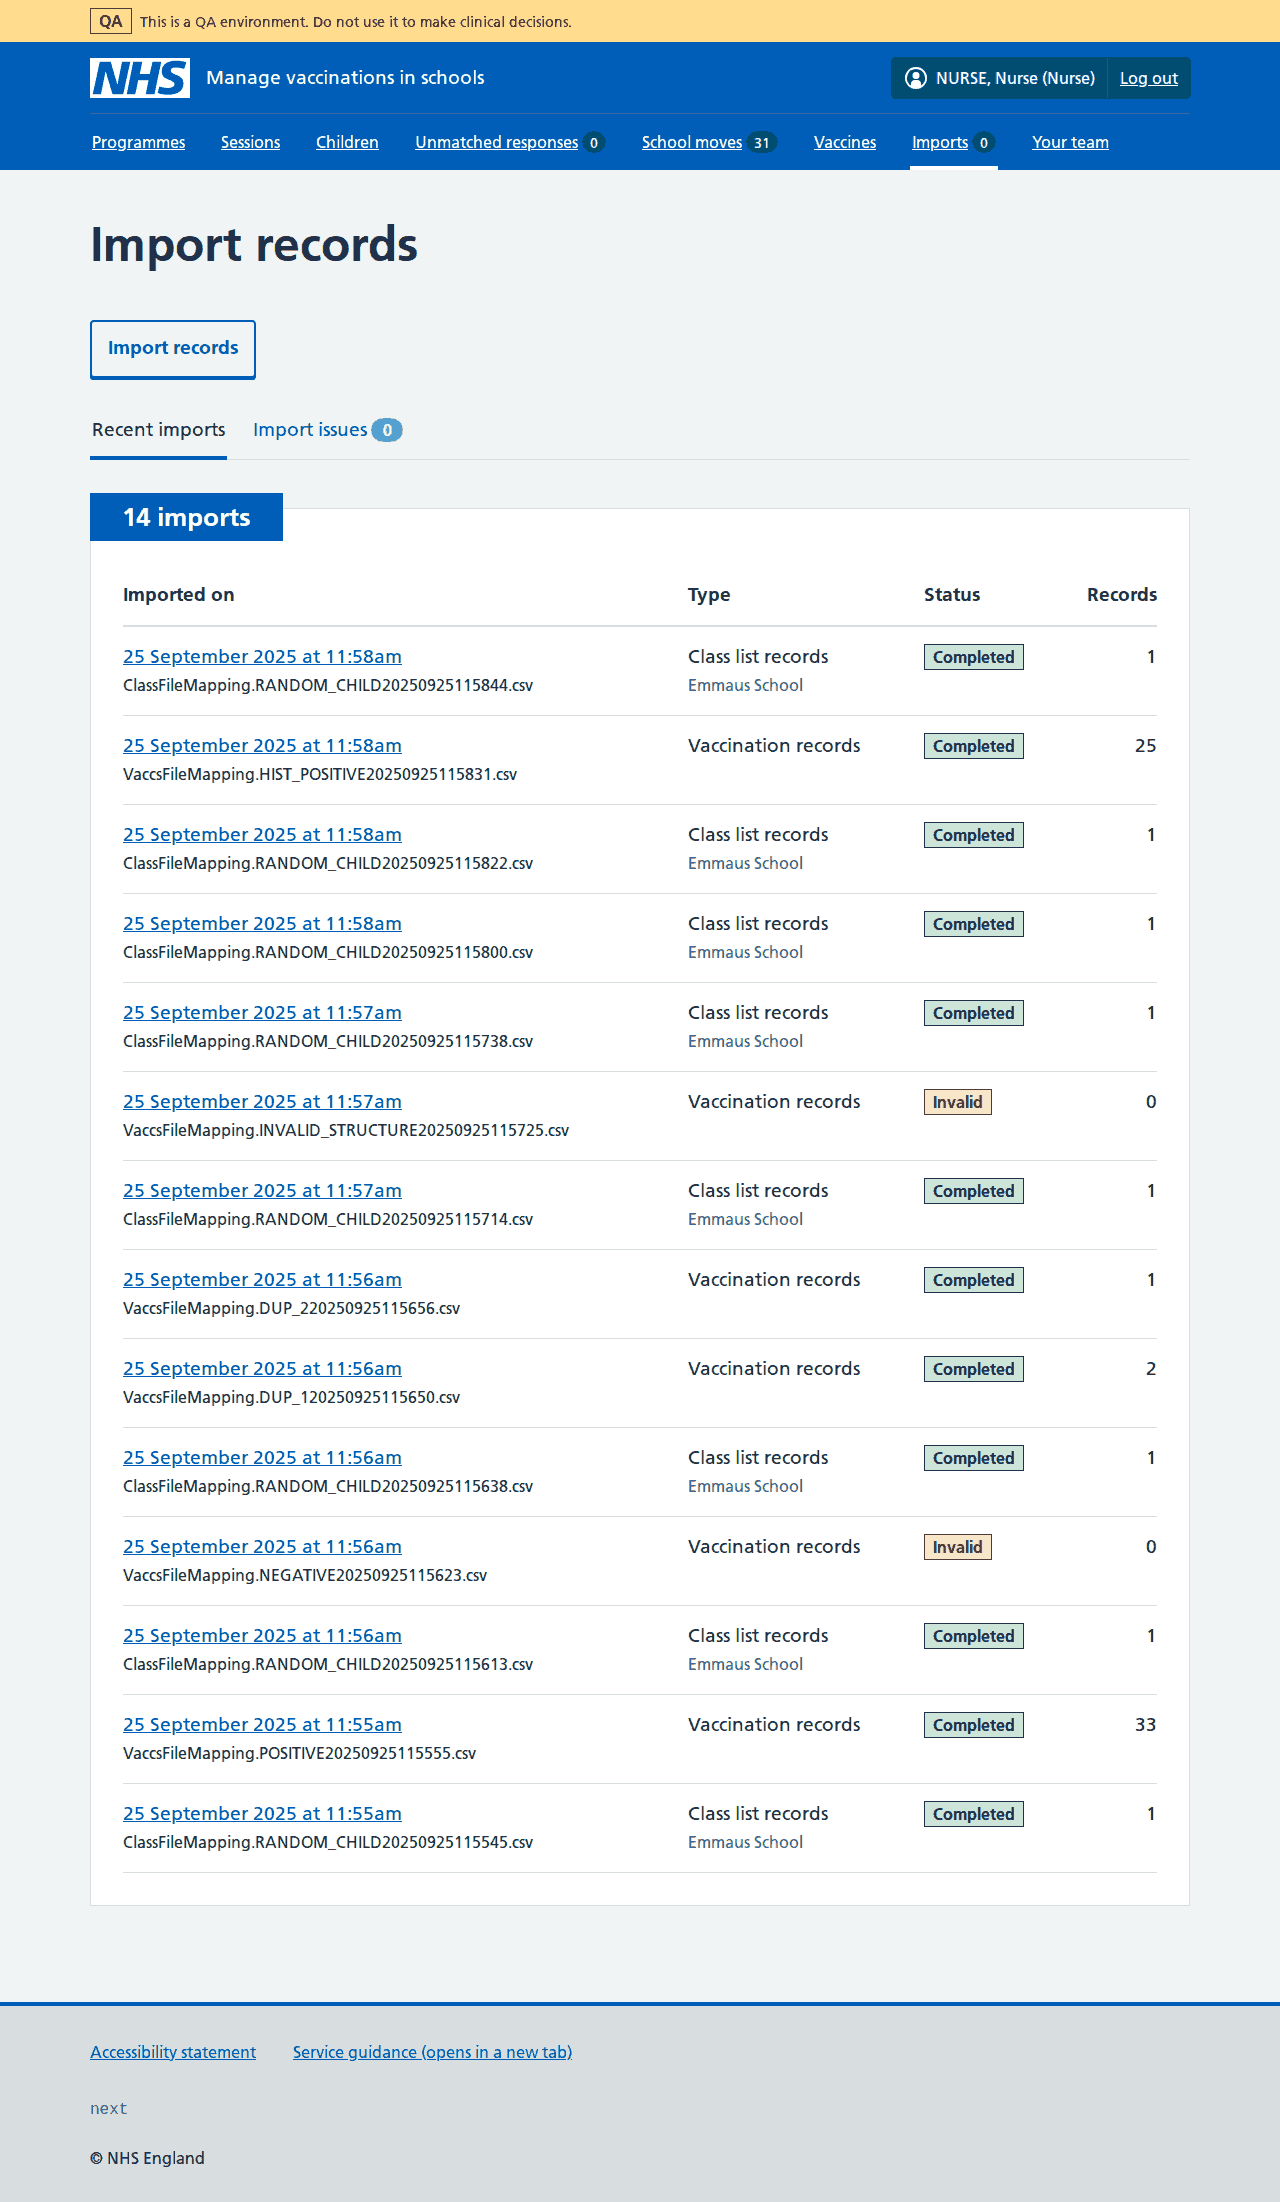 QA This is a QA environment. Do not use it to make clinical decisions.
NHS Manage vaccinations in schools NURSE, Nurse (Nurse) Log out
Programmes Sessions Children Unmatched responses 0 School moves 31 Vaccines Imports 0 Your team
Import records
Import records
Recent imports Import issues 0
14 imports
Imported on Type Status Records
25 September 2025 at 11:58am Class list records Completed 1
ClassFileMapping.RANDOM_CHILD20250925115844.csv Emmaus School
25 September 2025 at 11:58am Vaccination records Completed 25
VaccsFileMapping.HIST_POSITIVE20250925115831.csv
25 September 2025 at 11:58am Class list records Completed 1
ClassFileMapping.RANDOM_CHILD20250925115822.csv Emmaus School
25 September 2025 at 11:58am Class list records Completed 1
ClassFileMapping.RANDOM_CHILD20250925115800.csv Emmaus School
25 September 2025 at 11:57am Class list records Completed 1
ClassFileMapping.RANDOM_CHILD20250925115738.csv Emmaus School
25 September 2025 at 11:57am Vaccination records Invalid 0
VaccsFileMapping.INVALID_STRUCTURE20250925115725.csv
25 September 2025 at 11:57am Class list records Completed 1
ClassFileMapping.RANDOM_CHILD20250925115714.csv Emmaus School
25 September 2025 at 11:56am Vaccination records Completed 1
VaccsFileMapping.DUP_220250925115656.csv
25 September 2025 at 11:56am Vaccination records Completed 2
VaccsFileMapping.DUP_120250925115650.csv
25 September 2025 at 11:56am Class list records Completed 1
ClassFileMapping.RANDOM_CHILD20250925115638.csv Emmaus School
25 September 2025 at 11:56am Vaccination records Invalid 0
VaccsFileMapping.NEGATIVE20250925115623.csv
25 September 2025 at 11:56am Class list records Completed 1
ClassFileMapping.RANDOM_CHILD20250925115613.csv Emmaus School
25 September 2025 at 11:55am Vaccination records Completed 33
VaccsFileMapping.POSITIVE20250925115555.csv
25 September 2025 at 11:55am Class list records Completed 1
ClassFileMapping.RANDOM_CHILD20250925115545.csv Emmaus School
Accessibility statement Service guidance (opens in a new tab)
next
© NHS England